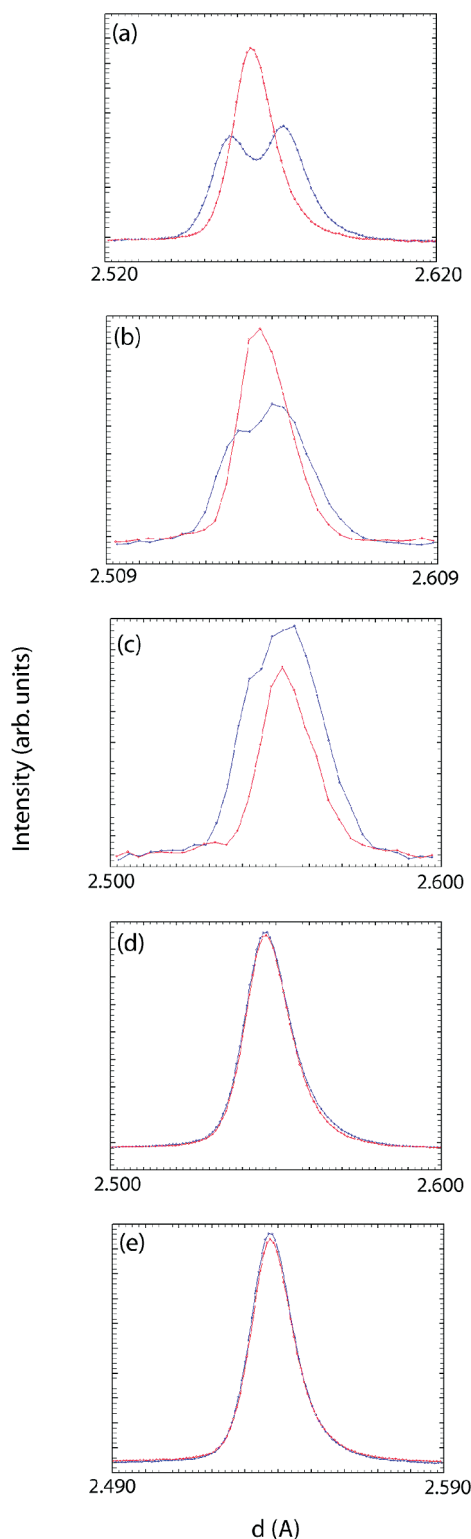 (a)
2.520 2.620
(b)
2.509 2.609
(c)
Intensity (arb. units)
2.500 2.600
(d)
2.500 2.600
(e)
2.490 2.590
d (A)